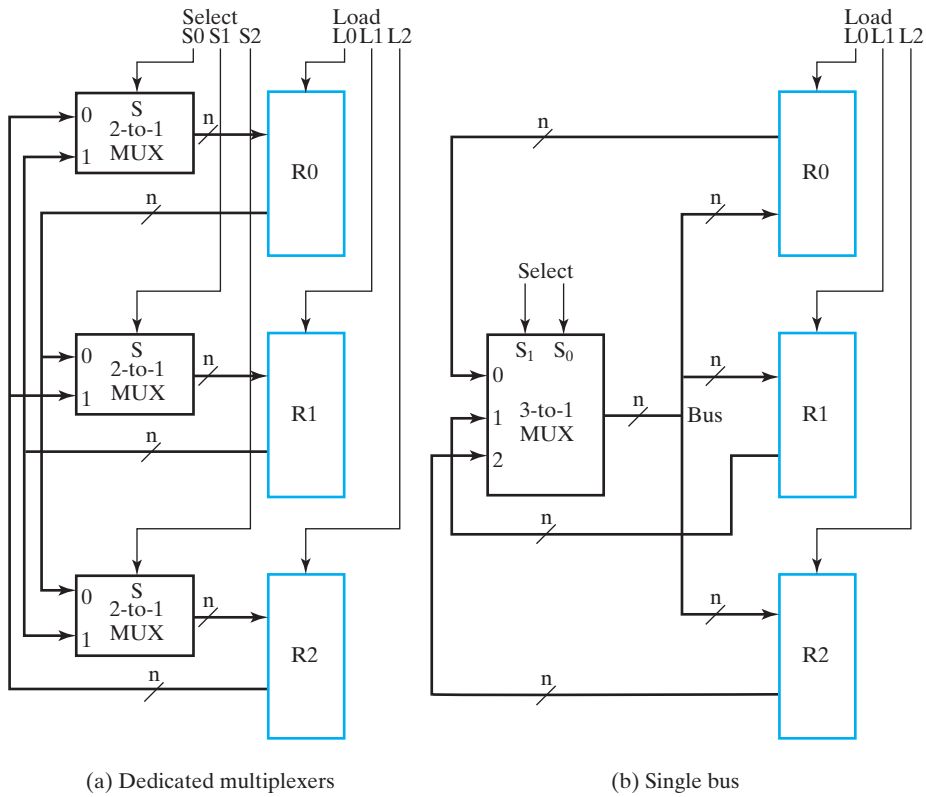 Select
S0 S1 S2
Load
L0 L1 L2
0
S
2-to-1
MUX
1
n
R0
n
0
S
2-to-1
MUX
1
n
R1
n
0
S
2-to-1
MUX
1
n
R2
n
(a) Dedicated multiplexers
Load
L0 L1 L2
n
R0
n
Select
S₁ S₀
0
1
2
3-to-1
MUX
n
Bus
n
R1
n
n
R2
n
(b) Single bus